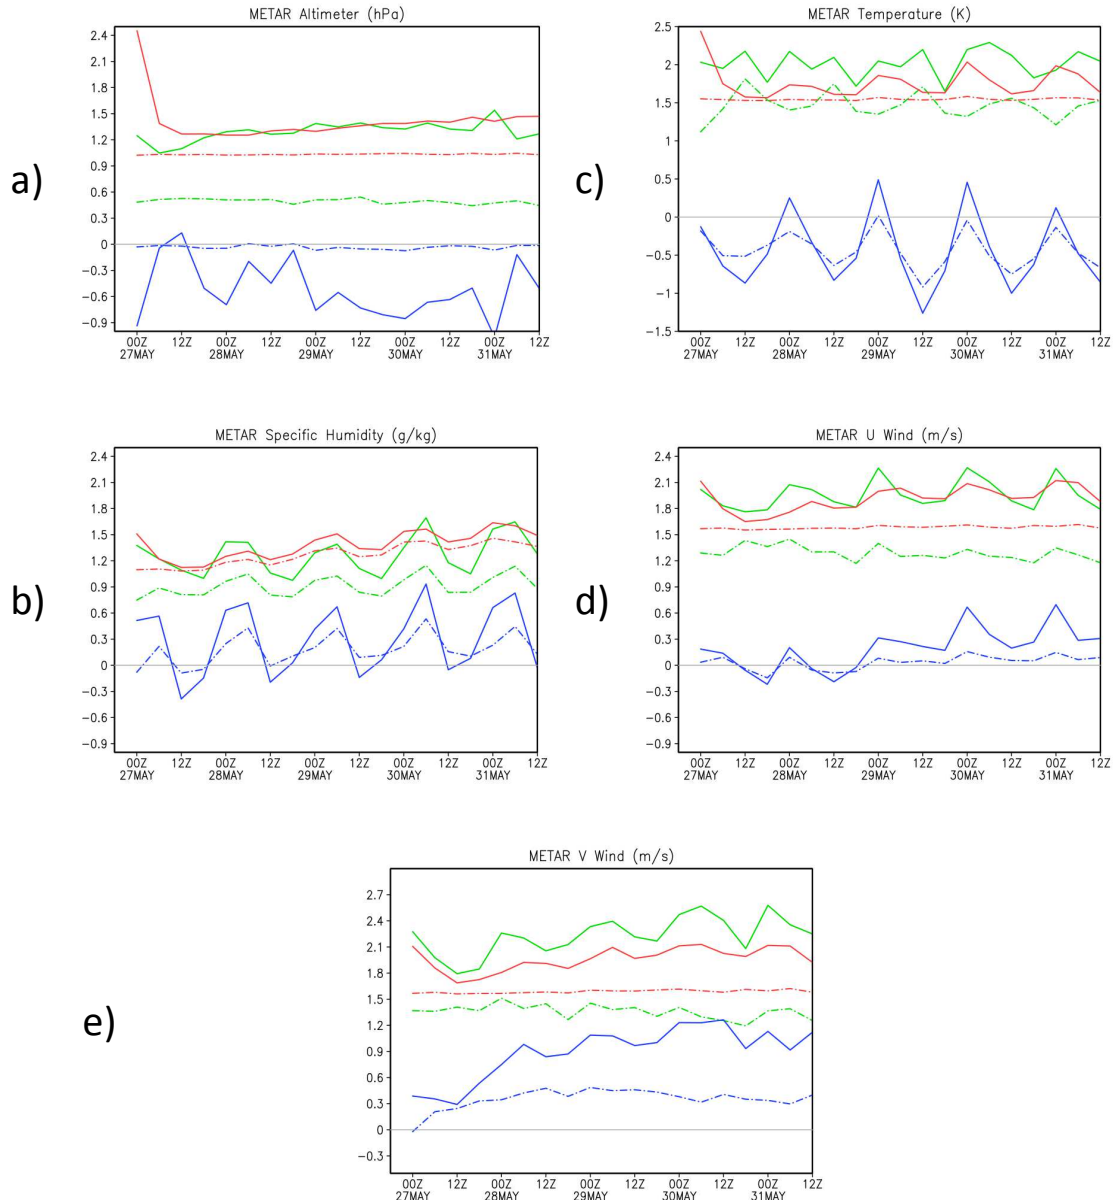 METAR Altimeter (hPa)
2.4
2.1
1.8
1.5
1.2
0.9
0.6
0.3
0
−0.3
−0.6
−0.9
00Z 12Z 00Z 12Z 00Z 12Z 00Z 12Z 00Z 12Z
27MAY 28MAY 29MAY 30MAY 31MAY
a)
METAR Temperature (K)
2.5
2
1.5
1
0.5
0
−0.5
−1
−1.5
00Z 12Z 00Z 12Z 00Z 12Z 00Z 12Z 00Z 12Z
27MAY 28MAY 29MAY 30MAY 31MAY
c)
METAR Specific Humidity (g/kg)
2.4
2.1
1.8
1.5
1.2
0.9
0.6
0.3
0
−0.3
−0.6
−0.9
00Z 12Z 00Z 12Z 00Z 12Z 00Z 12Z 00Z 12Z
27MAY 28MAY 29MAY 30MAY 31MAY
b)
METAR U Wind (m/s)
2.4
2.1
1.8
1.5
1.2
0.9
0.6
0.3
0
−0.3
−0.6
−0.9
00Z 12Z 00Z 12Z 00Z 12Z 00Z 12Z 00Z 12Z
27MAY 28MAY 29MAY 30MAY 31MAY
d)
METAR V Wind (m/s)
2.7
2.4
2.1
1.8
1.5
1.2
0.9
0.6
0.3
0
−0.3
00Z 12Z 00Z 12Z 00Z 12Z 00Z 12Z 00Z 12Z
27MAY 28MAY 29MAY 30MAY 31MAY
e)